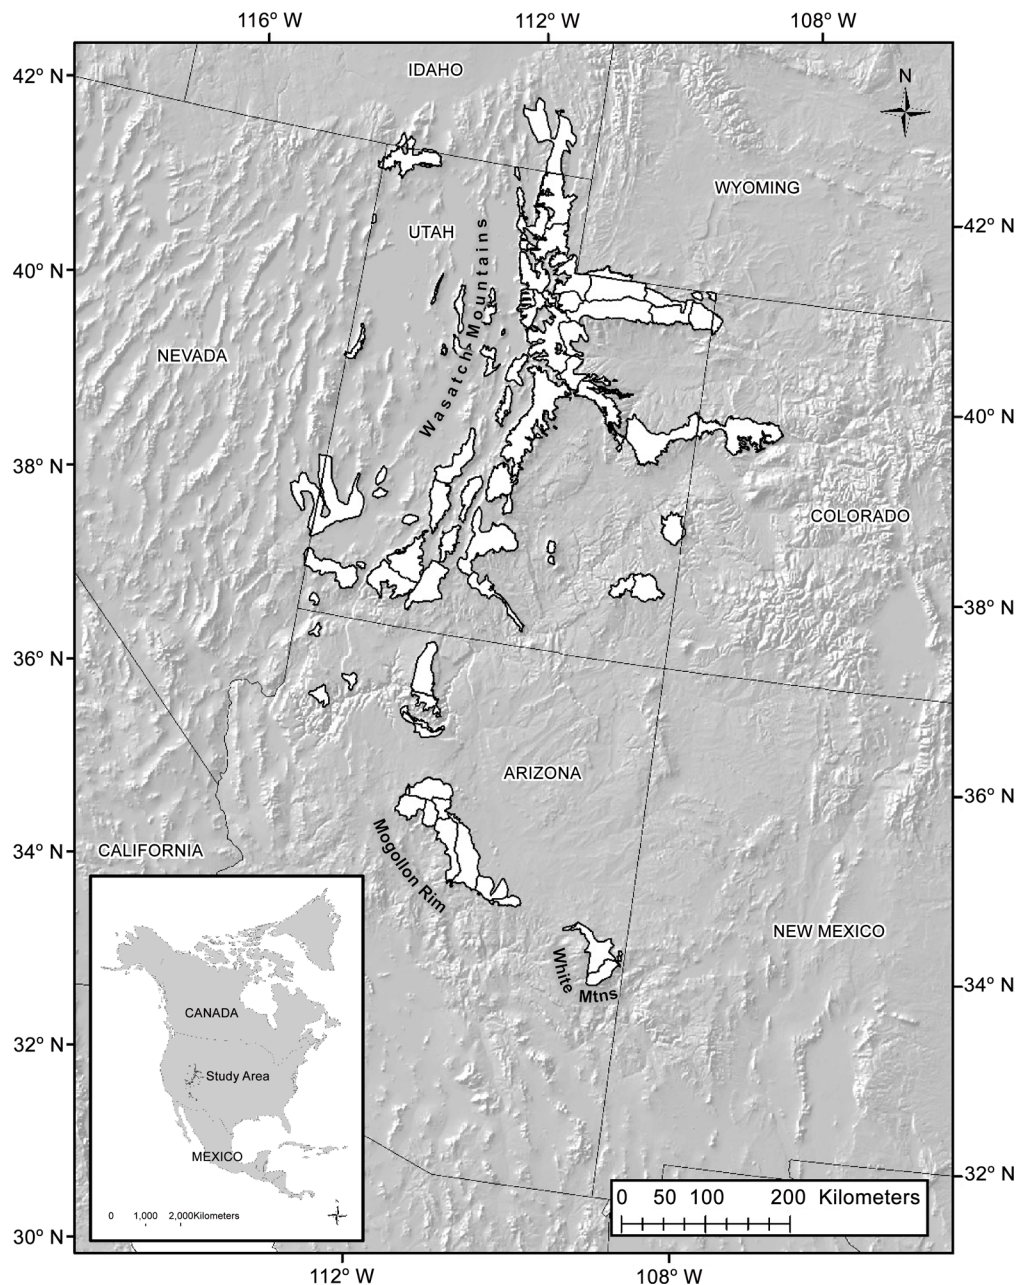 116° W
112° W
108° W
42° N
IDAHO
N
WYOMING
42° N
UTAH
40° N
Wasatch Mountains
NEVADA
40° N
38° N
COLORADO
38° N
36° N
ARIZONA
36° N
34° N
CALIFORNIA
Mogollon Rim
NEW MEXICO
White
Mtns
34° N
CANADA
32° N
Study Area
MEXICO
32° N
0 50 100 200 Kilometers
0 1,000 2,000Kilometers
30° N
112° W
108° W